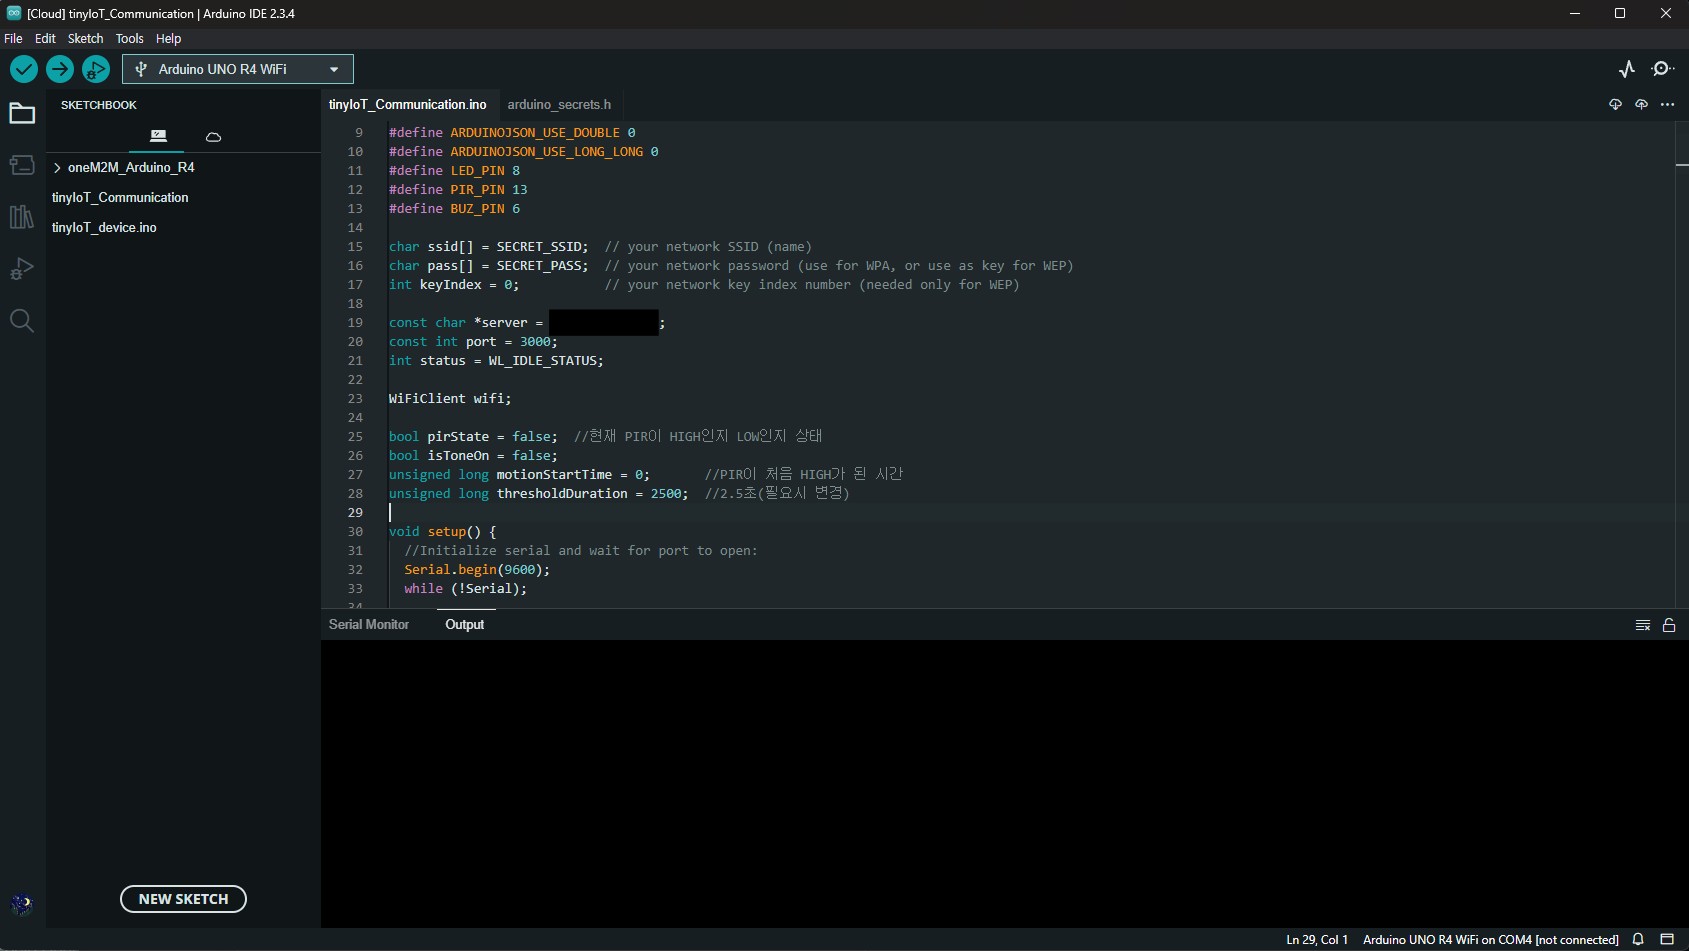 [Cloud] tinyIoT_Communication | Arduino IDE 2.3.4
File Edit Sketch Tools Help
Arduino UNO R4 WiFi
SKETCHBOOK
oneM2M_Arduino_R4
tinyIoT_Communication
tinyIoT_device.ino
NEW SKETCH
tinyIoT_Communication.ino arduino_secrets.h
9 #define ARDUINOJSON_USE_DOUBLE 0
10 #define ARDUINOJSON_USE_LONG_LONG 0
11 #define LED_PIN 8
12 #define PIR_PIN 13
13 #define BUZ_PIN 6
14
15 char ssid[] = SECRET_SSID;  // your network SSID (name)
16 char pass[] = SECRET_PASS;  // your network password (use for WPA, or use as key for WEP)
17 int keyIndex = 0;           // your network key index number (needed only for WEP)
18
19 const char *server = ;
20 const int port = 3000;
21 int status = WL_IDLE_STATUS;
22
23 WiFiClient wifi;
24
25 bool pirState = false;  //현재 PIR이 HIGH인지 LOW인지 상태
26 bool isToneOn = false;
27 unsigned long motionStartTime = 0;       //PIR이 처음 HIGH가 된 시간
28 unsigned long thresholdDuration = 2500;  //2.5초(필요시 변경)
29
30 void setup() {
31   //Initialize serial and wait for port to open:
32   Serial.begin(9600);
33   while (!Serial);
34
Serial Monitor Output
Ln 29, Col 1 Arduino UNO R4 WiFi on COM4 [not connected]